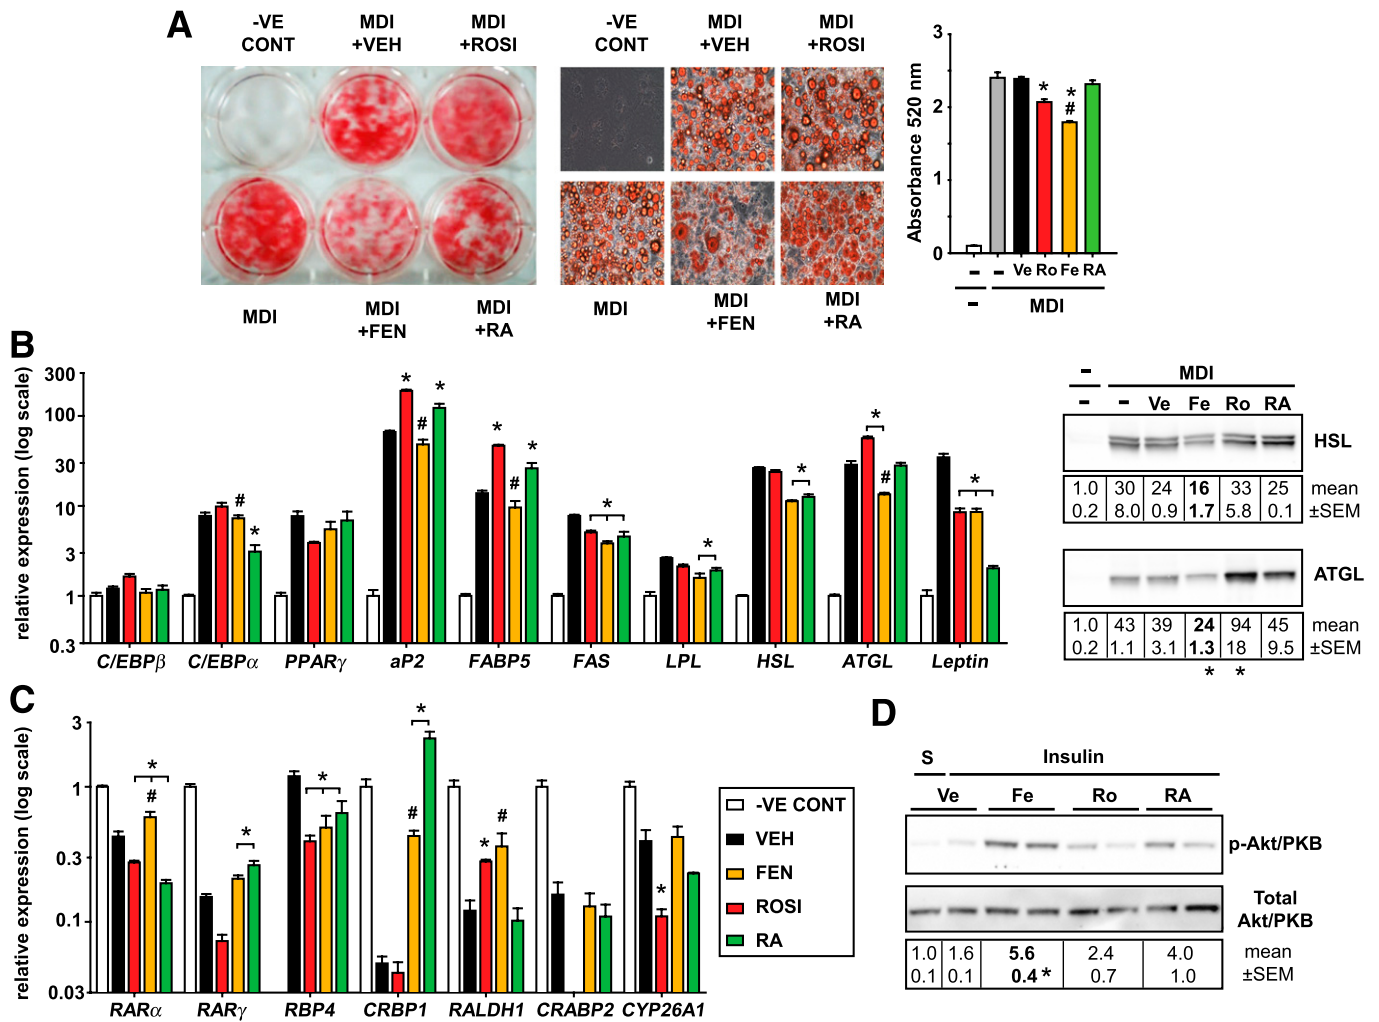 A
-VE CONT
MDI +VEH
MDI +ROSI
-VE CONT
MDI +VEH
MDI +ROSI
MDI
MDI +FEN
MDI +RA
MDI
MDI +FEN
MDI +RA
Absorbance 520 nm
3
2
1
0
*
*
#
- - Ve Ro Fe RA
- MDI
B
relative expression (log scale)
300
100
30
10
3
1
0.3
# * * # * * # * * * * * # *
C/EBPβ C/EBPα PPARγ aP2 FABP5 FAS LPL HSL ATGL Leptin
- MDI
- - Ve Fe Ro RA
HSL
1.0 30 24 16 33 25 mean
0.2 8.0 0.9 1.7 5.8 0.1 ±SEM
ATGL
1.0 43 39 24 94 45 mean
0.2 1.1 3.1 1.3 18 9.5 ±SEM
* *
C
relative expression (log scale)
3
1
0.3
0.1
0.03
* # * * # * * # *
RARα RARγ RBP4 CRBP1 RALDH1 CRABP2 CYP26A1
-VE CONT
VEH
FEN
ROSI
RA
D
S Insulin
Ve Fe Ro RA
p-Akt/PKB
Total Akt/PKB
1.0 1.6 5.6 2.4 4.0 mean
0.1 0.1 0.4 * 0.7 1.0 ±SEM